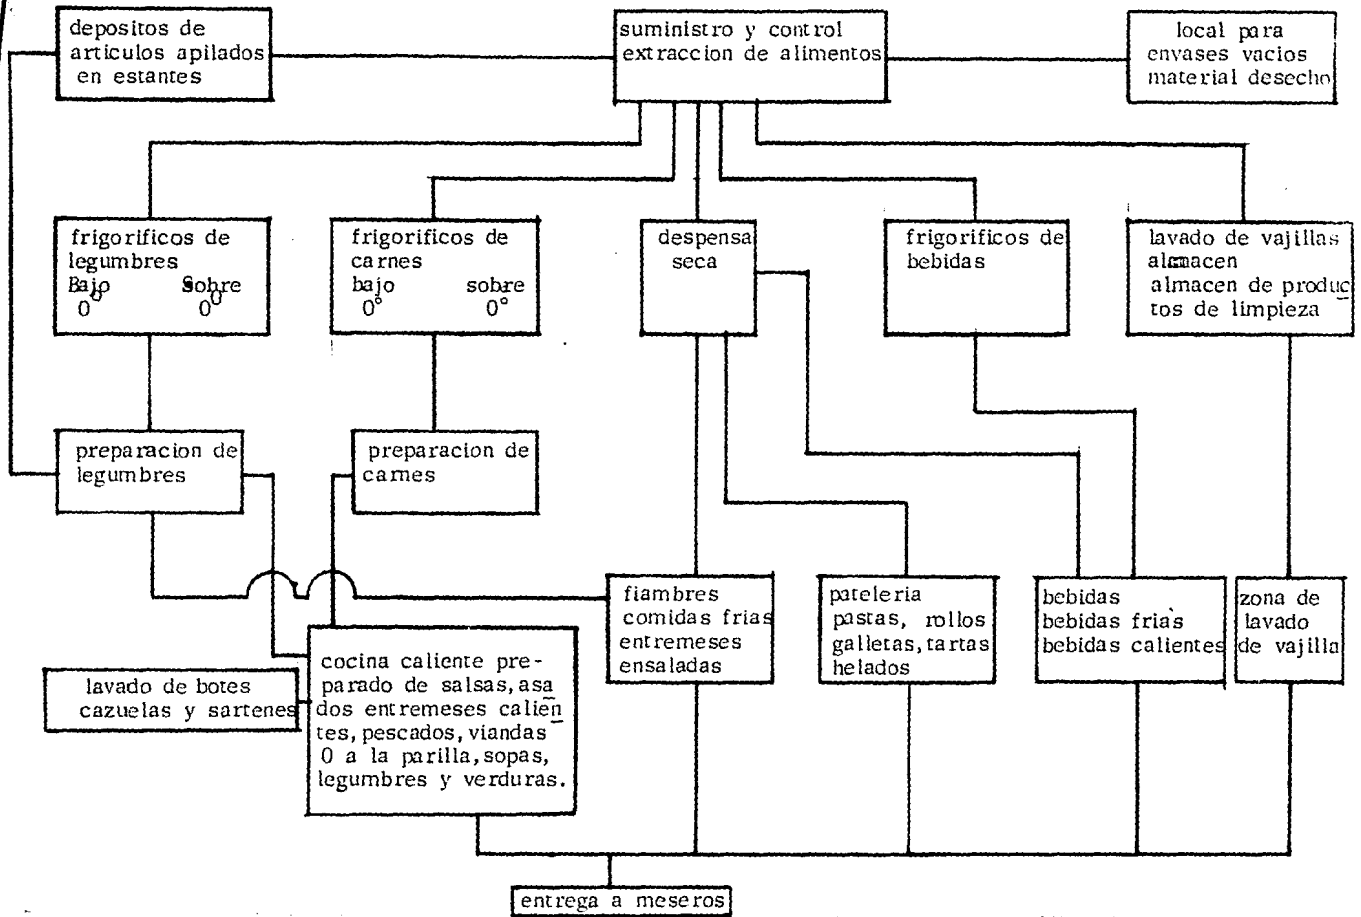 depositos de
articulos apilados
en estantes
suministro y control
extraccion de alimentos
local para
envases vacios
material desecho
frigorificos de
legumbres
Bajo Sobre
0° 0°
frigorificos de
carnes
bajo sobre
0° 0°
despensa
seca
frigorificos de
bebidas
lavado de vajillas
almacen
almacen de produc
tos de limpieza
preparacion de
legumbres
preparacion de
carnes
fiambres
comidas frias
entremeses
ensaladas
pateleria
pastas, rollos
galletas, tartas
helados
bebidas
bebidas frias
bebidas calientes
zona de
lavado
de vajilla
lavado de botes
cazuelas y sartenes
cocina caliente pre-
parado de salsas, asa
dos entremeses calien
tes, pescados, viandas
0 a la parilla, sopas,
legumbres y verduras.
entrega a meseros